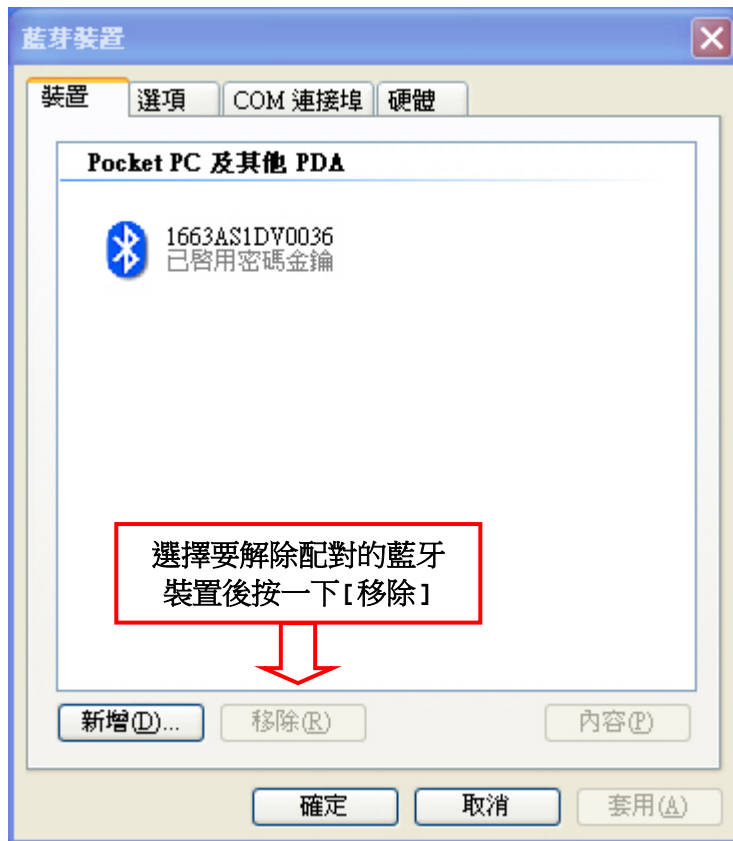 藍芽裝置
裝置 選項 COM 連接埠 硬體
Pocket PC 及其他 PDA
1663AS1DV0036
已啓用密碼金鑰
選擇要解除配對的藍牙
裝置後按一下[移除]
新增(D)... 移除(R) 內容(P)
確定 取消 套用(A)